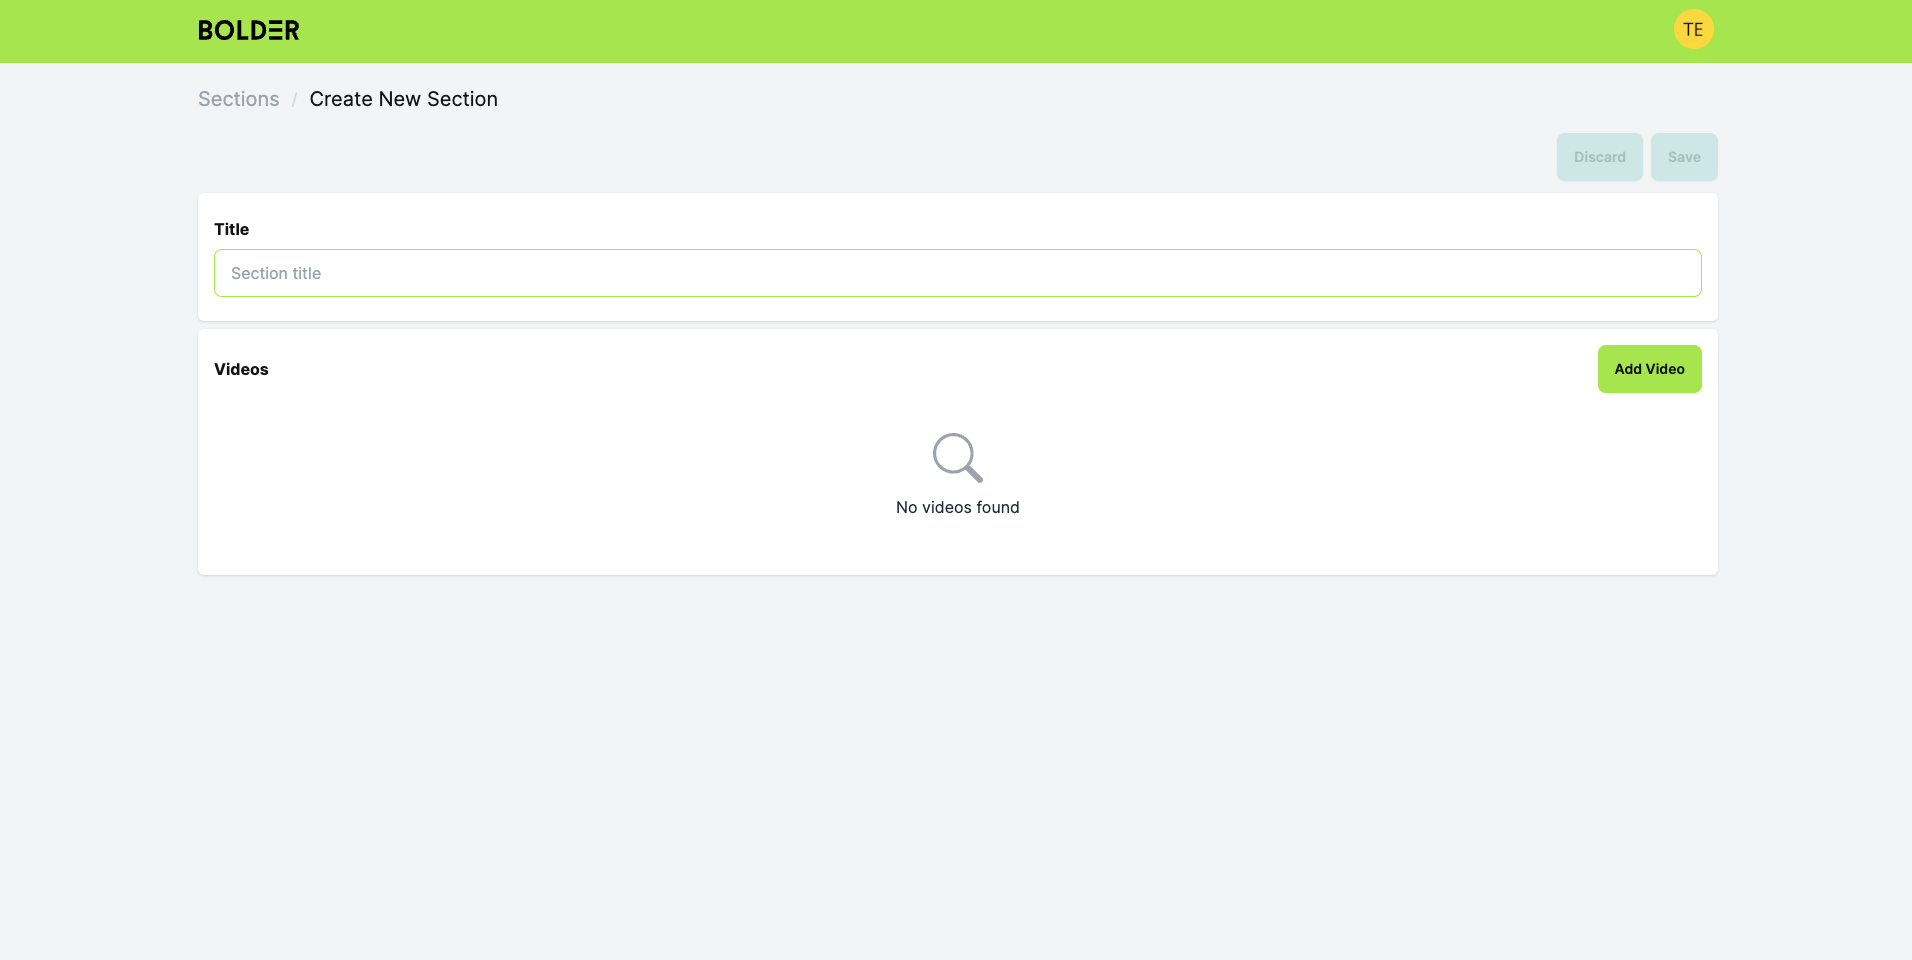 BOLDER
TE
Sections / Create New Section
Discard
Save
Title
Section title
Videos
Add Video
No videos found